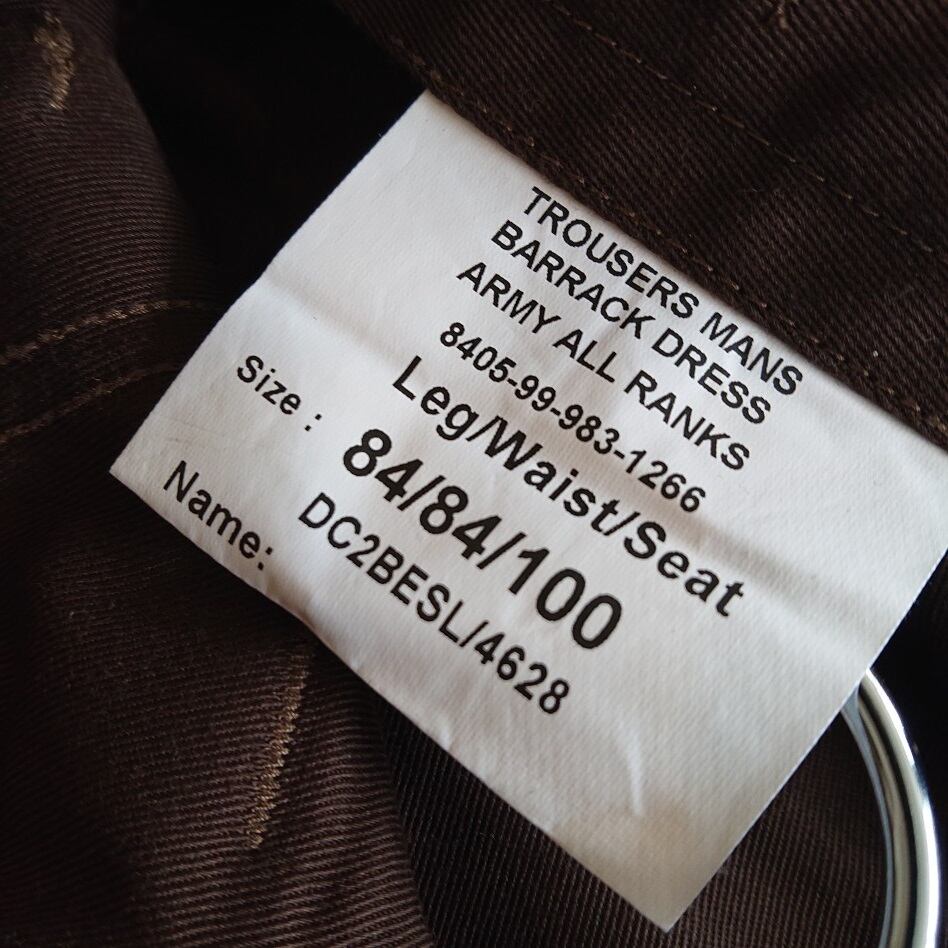 TROUSERS MANS
BARRACK DRESS
ARMY ALL RANKS
8405-99-983-1266
Leg/Waist/Seat
Size : 84/84/100
DC2BESL/4628
Name: